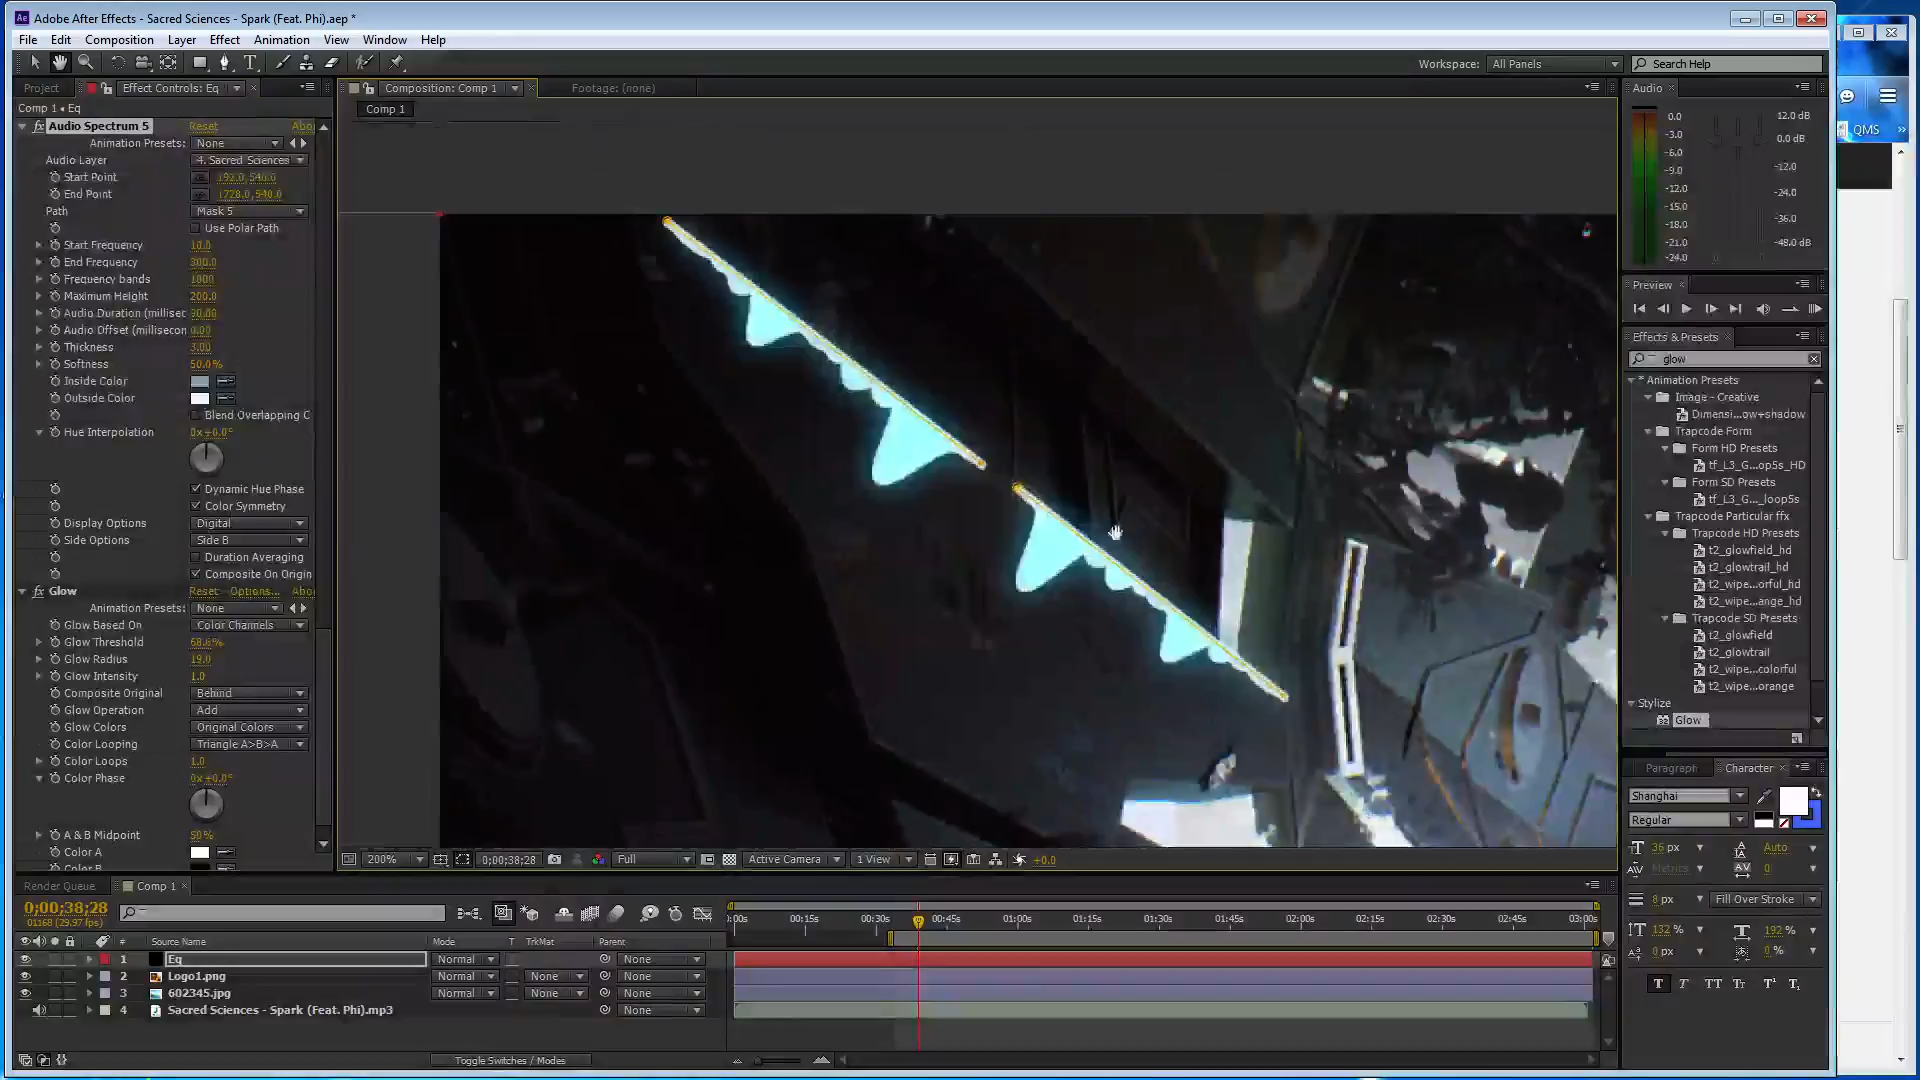 Adobe After Effects - Sacred Sciences - Spark (Feat. Phi).aep *
File Edit Composition Layer Effect Animation View Window Help
Workspace: All Panels Search Help
Project Effect Controls: Eq
Comp 1 • Eq
Audio Spectrum 5 Reset Abo
Animation Presets: None
Audio Layer 4. Sacred Sciences
Start Point 192.0, 540.0
End Point 1728.0, 540.0
Path Mask 5
Use Polar Path
Start Frequency 10.0
End Frequency 300.0
Frequency bands 1000
Maximum Height 200.0
Audio Duration (millisec 90.00
Audio Offset (millisecon 0.00
Thickness 3.00
Softness 50.0%
Inside Color
Outside Color
Blend Overlapping C
Hue Interpolation 0x+0.0°
Dynamic Hue Phase
Color Symmetry
Display Options Digital
Side Options Side B
Duration Averaging
Composite On Origin
Glow Reset Options... Abo
Animation Presets: None
Glow Based On Color Channels
Glow Threshold 68.6%
Glow Radius 19.0
Glow Intensity 1.0
Composite Original Behind
Glow Operation Add
Glow Colors Original Colors
Color Looping Triangle A>B>A
Color Loops 1.0
Color Phase 0x+0.0°
A & B Midpoint 50%
Color A
Color B
Composition: Comp 1 Footage: (none)
Comp 1
200% 0;00;38;28 Full Active Camera 1 View +0.0
Audio
0.0 12.0 dB
-3.0 0.0 dB
-6.0
-9.0 -12.0
-12.0 -24.0
-15.0
-18.0 -36.0
-21.0 -48.0 dB
-24.0
Preview
Effects & Presets
glow
* Animation Presets
Image - Creative
Dimensi...ow+shadow
Trapcode Form
Form HD Presets
tf_L3_G...op5s_HD
Form SD Presets
tf_L3_G..._loop5s
Trapcode Particular ffx
Trapcode HD Presets
t2_glowfield_hd
t2_glowtrail_hd
t2_wipe...orful_hd
t2_wipe...ange_hd
Trapcode SD Presets
t2_glowfield
t2_glowtrail
t2_wipe...colorful
t2_wipe...orange
Stylize
Glow
Paragraph Character
Shanghai
Regular
36 px Auto
Metrics 0
8 px Fill Over Stroke
132 % 192 %
0 px 0 %
T T TT Tt T¹ T₁
QMS
Render Queue Comp 1
0;00;38;28
01168 (29.97 fps)
:00s 00:15s 00:30s 00:45s 01:00s 01:15s 01:30s 01:45s 02:00s 02:15s 02:30s 02:45s 03:00s
# Source Name Mode T TrkMat Parent
1 Eq Normal None
2 Logo1.png Normal None None
3 602345.jpg Normal None None
4 Sacred Sciences - Spark (Feat. Phi).mp3 None
Toggle Switches / Modes